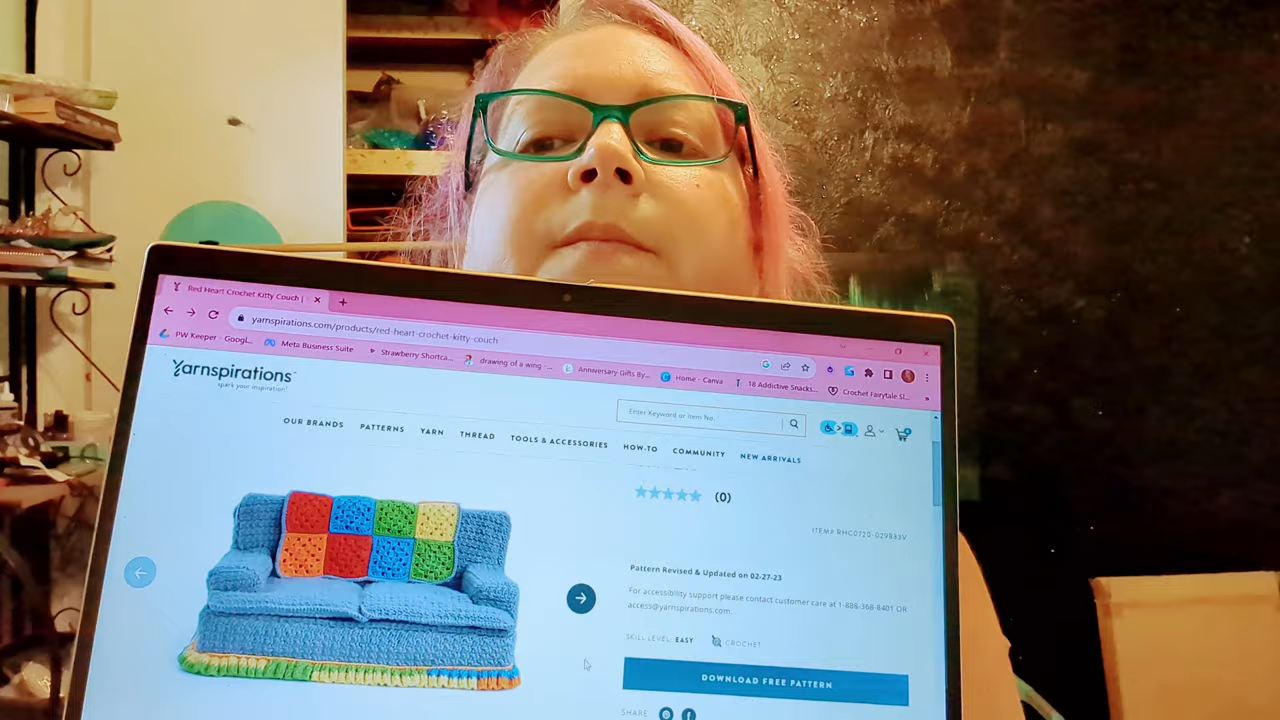 Red Heart Crochet Kitty Couch |
yarnspirations.com/products/red-heart-crochet-kitty-couch
PW Keeper - Googl... Meta Business Suite Strawberry Shortca... drawing of a wing -... Anniversary Gifts By... Home - Canva 18 Addictive Snacks... Crochet Fairytale Sl...
Yarnspirations
spark your inspiration!
Enter Keyword or Item No.
OUR BRANDS PATTERNS YARN THREAD TOOLS & ACCESSORIES HOW-TO COMMUNITY NEW ARRIVALS
(0)
ITEM# RHC0720-029833V
Pattern Revised & Updated on 02-27-23
For accessibility support please contact customer care at 1-888-368-8401 OR
access@yarnspirations.com.
SKILL LEVEL: EASY CROCHET
DOWNLOAD FREE PATTERN
SHARE